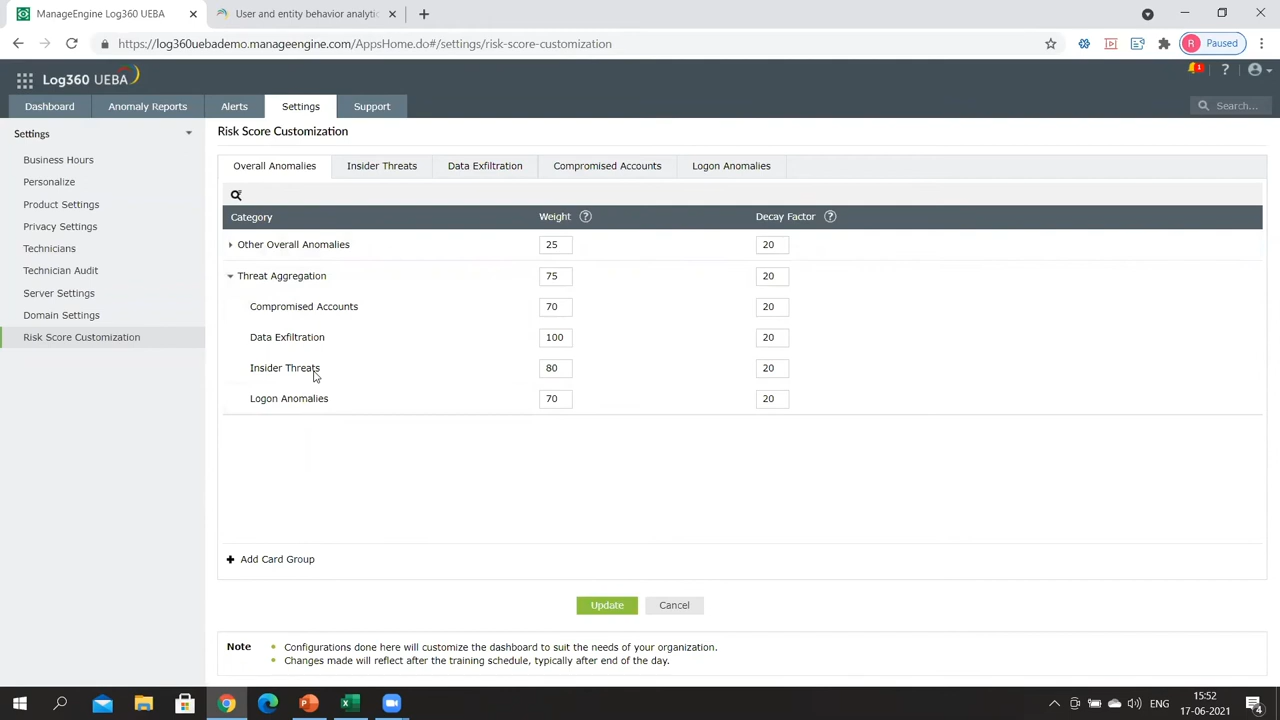 ManageEngine Log360 UEBA
User and entity behavior analytic
https://log360uebademo.manageengine.com/AppsHome.do#/settings/risk-score-customization
R Paused
Log360 UEBA
1
?
Dashboard
Anomaly Reports
Alerts
Settings
Support
Search...
Settings
Business Hours
Personalize
Product Settings
Privacy Settings
Technicians
Technician Audit
Server Settings
Domain Settings
Risk Score Customization
Risk Score Customization
Overall Anomalies
Insider Threats
Data Exfiltration
Compromised Accounts
Logon Anomalies
Category Weight ? Decay Factor ?
Other Overall Anomalies 25 20
Threat Aggregation 75 20
Compromised Accounts 70 20
Data Exfiltration 100 20
Insider Threats 80 20
Logon Anomalies 70 20
Add Card Group
Update Cancel
Note
Configurations done here will customize the dashboard to suit the needs of your organization.
Changes made will reflect after the training schedule, typically after end of the day.
ENG
15:52
17-06-2021
4